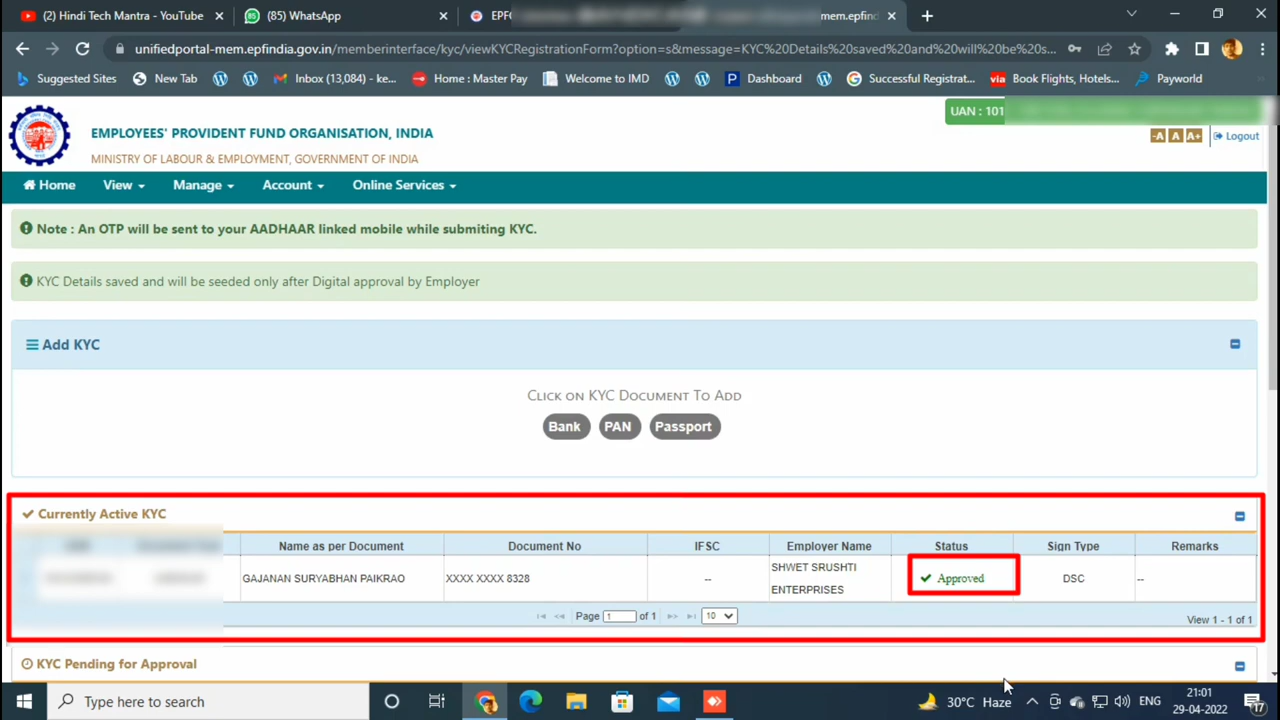 (2) Hindi Tech Mantra - YouTube
(85) WhatsApp
EPFO
mem.epfind
unifiedportal-mem.epfindia.gov.in/memberinterface/kyc/viewKYCRegistrationForm?option=s&message=KYC%20Details%20saved%20and%20will%20be%20s...
Suggested Sites
New Tab
Inbox (13,084) - ke...
Home : Master Pay
Welcome to IMD
Dashboard
Successful Registrat...
via
Book Flights, Hotels...
Payworld
UAN : 101
EMPLOYEES' PROVIDENT FUND ORGANISATION, INDIA
MINISTRY OF LABOUR & EMPLOYMENT, GOVERNMENT OF INDIA
-A A A+ Logout
Home View Manage Account Online Services
Note : An OTP will be sent to your AADHAAR linked mobile while submiting KYC.
KYC Details saved and will be seeded only after Digital approval by Employer
Add KYC
Click on KYC Document To Add
Bank PAN Passport
Currently Active KYC
Name as per Document Document No IFSC Employer Name Status Sign Type Remarks
GAJANAN SURYABHAN PAIKRAO XXXX XXXX 8328 -- SHWET SRUSHTI ENTERPRISES Approved DSC --
Page 1 of 1 10 View 1 - 1 of 1
KYC Pending for Approval
Type here to search
30°C Haze
ENG
21:01
29-04-2022
17